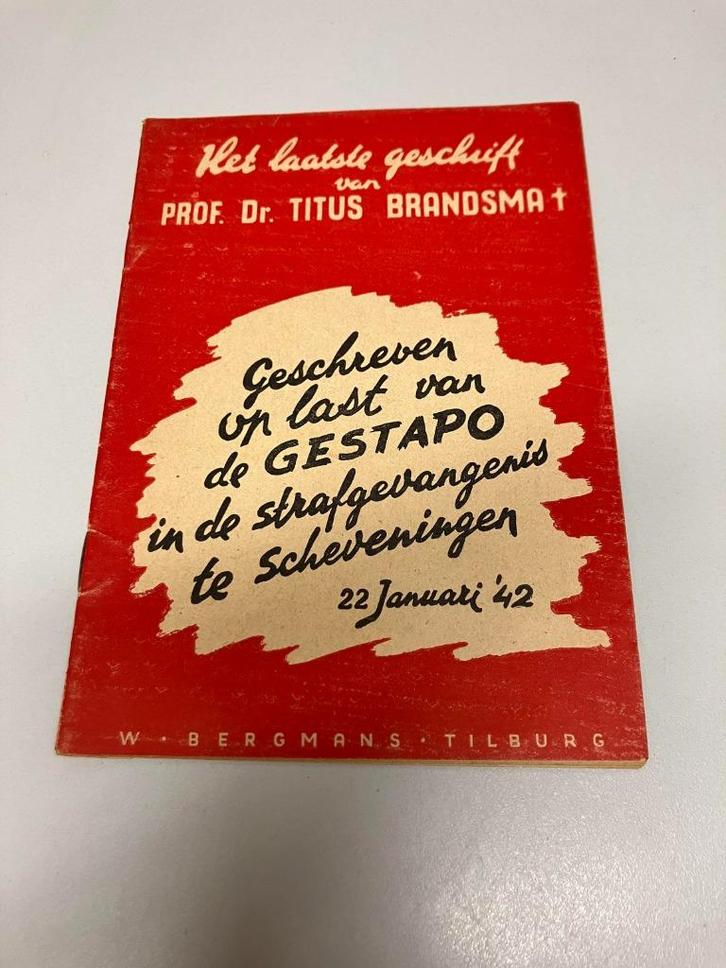 Het laatste geschrift
van
PROF. Dr. TITUS BRANDSMA †
Geschreven
op last van
de GESTAPO
in de strafgevangenis
te Scheveningen
22 Januari '42
W · BERGMANS · TILBURG